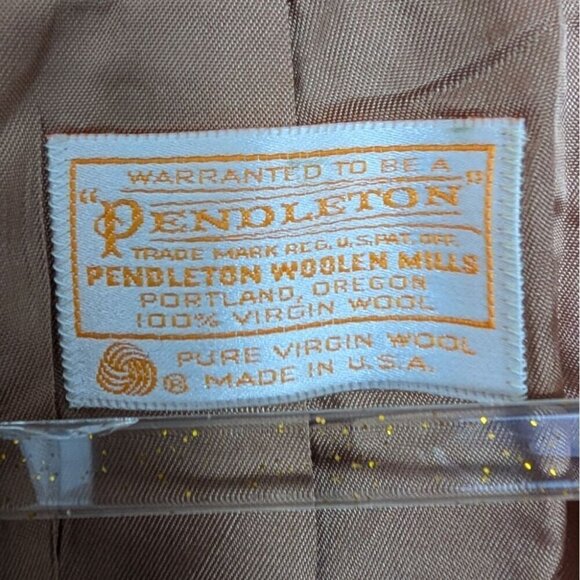 WARRANTED TO BE A
"PENDLETON"
TRADE MARK REG. U.S. PAT. OFF.
PENDLETON WOOLEN MILLS
PORTLAND, OREGON
100% VIRGIN WOOL
PURE VIRGIN WOOL
® MADE IN U.S.A.